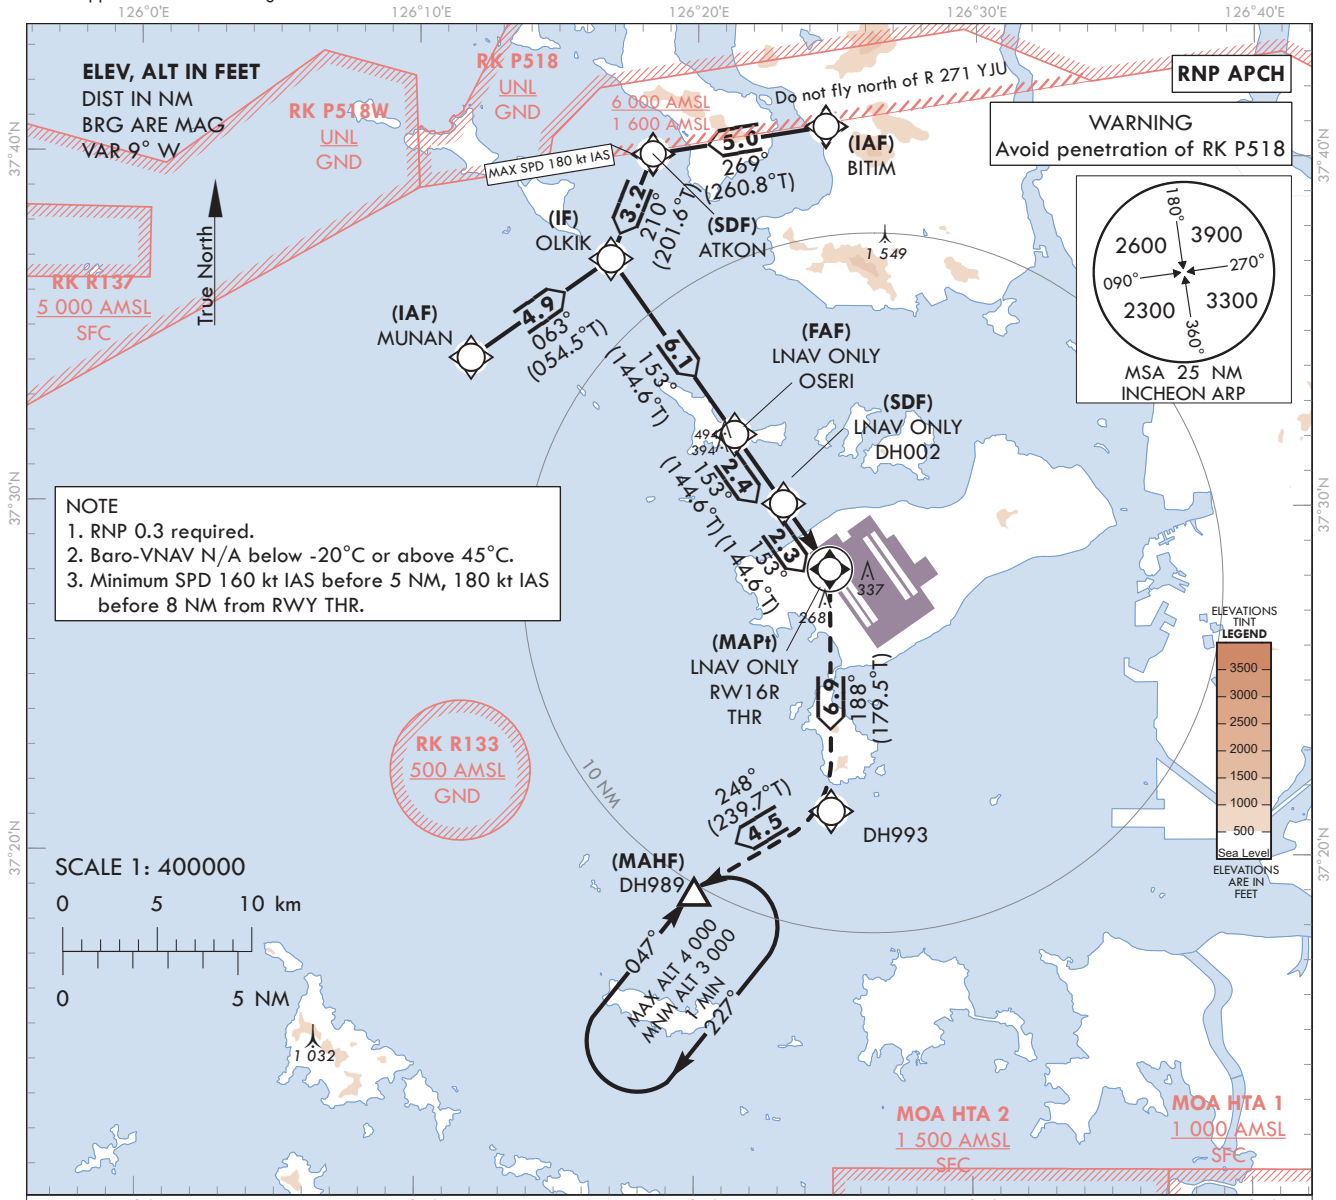 126°0'E
126°10'E
126°20'E
126°30'E
126°40'E
ELEV, ALT IN FEET
DIST IN NM
BRG ARE MAG
VAR 9° W
RK P518W
UNL
GND
RK P518
UNL
GND
6 000 AMSL
1 600 AMSL
Do not fly north of R 271 YJU
RNP APCH
WARNING
Avoid penetration of RK P518
MAX SPD 180 kt IAS
5.0
269°
(260.8°T)
(IAF)
BITIM
37°40'N
37°40'N
3.2
210°
(201.6°T)
(SDF)
ATKON
(IF)
OLKIK
180°
2600
3900
090°
270°
2300
3300
360°
MSA 25 NM
INCHEON ARP
1 549
True North
RK R137
5 000 AMSL
SFC
(IAF)
MUNAN
4.9
063°
(054.5°T)
6.1
153°
(144.6°T)
(FAF)
LNAV ONLY
OSERI
(SDF)
LNAV ONLY
DH002
494
394
2.4
153°
(144.6°T)
37°30'N
37°30'N
NOTE
1. RNP 0.3 required.
2. Baro-VNAV N/A below -20°C or above 45°C.
3. Minimum SPD 160 kt IAS before 5 NM, 180 kt IAS
before 8 NM from RWY THR.
2.3
153°
(144.6°T)
337
268
(MAPt)
LNAV ONLY
RW16R
THR
6.9
188°
(179.5°T)
ELEVATIONS
TINT
LEGEND
3500
3000
2500
2000
1500
1000
500
Sea Level
ELEVATIONS
ARE IN
FEET
RK R133
500 AMSL
GND
10 NM
248°
(239.7°T)
4.5
DH993
37°20'N
37°20'N
(MAHF)
DH989
SCALE 1: 400000
0 5 10 km
0 5 NM
047°
MAX ALT 4 000
MNM ALT 3 000
1 MIN
227°
1 032
MOA HTA 2
1 500 AMSL
SFC
MOA HTA 1
1 000 AMSL
SFC